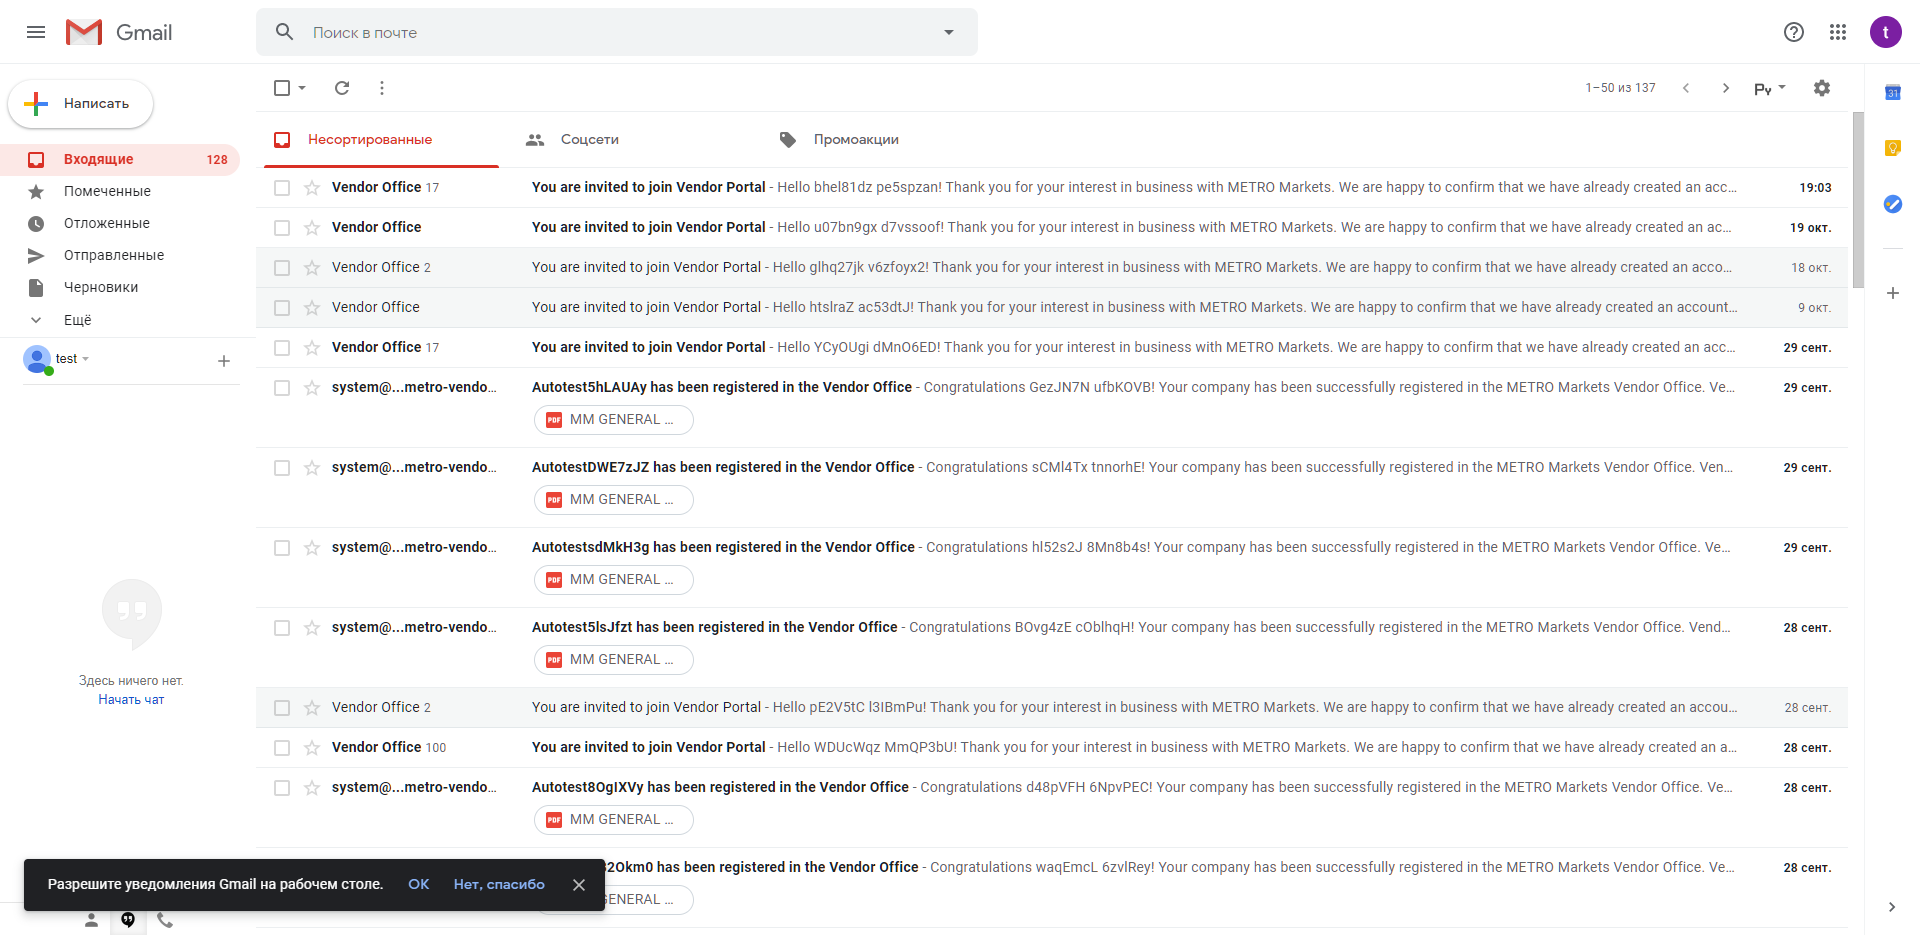 Gmail
Поиск в почте
t
Написать
1–50 из 137
Ру
31
Несортированные
Соцсети
Промоакции
Входящие 128
Помеченные
Отложенные
Отправленные
Черновики
Ещё
test
Здесь ничего нет.
Начать чат
Vendor Office 17 You are invited to join Vendor Portal - Hello bhel81dz pe5spzan! Thank you for your interest in business with METRO Markets. We are happy to confirm that we have already created an acc... 19:03
Vendor Office You are invited to join Vendor Portal - Hello u07bn9gx d7vssoof! Thank you for your interest in business with METRO Markets. We are happy to confirm that we have already created an ac... 19 окт.
Vendor Office 2 You are invited to join Vendor Portal - Hello glhq27jk v6zfoyx2! Thank you for your interest in business with METRO Markets. We are happy to confirm that we have already created an acco... 18 окт.
Vendor Office You are invited to join Vendor Portal - Hello htslraZ ac53dtJ! Thank you for your interest in business with METRO Markets. We are happy to confirm that we have already created an account... 9 окт.
Vendor Office 17 You are invited to join Vendor Portal - Hello YCyOUgi dMnO6ED! Thank you for your interest in business with METRO Markets. We are happy to confirm that we have already created an acc... 29 сент.
system@...metro-vendo... Autotest5hLAUAy has been registered in the Vendor Office - Congratulations GezJN7N ufbKOVB! Your company has been successfully registered in the METRO Markets Vendor Office. Ve... 29 сент.
PDF MM GENERAL ...
system@...metro-vendo... AutotestDWE7zJZ has been registered in the Vendor Office - Congratulations sCMl4Tx tnnorhE! Your company has been successfully registered in the METRO Markets Vendor Office. Ven... 29 сент.
PDF MM GENERAL ...
system@...metro-vendo... AutotestsdMkH3g has been registered in the Vendor Office - Congratulations hl52s2J 8Mn8b4s! Your company has been successfully registered in the METRO Markets Vendor Office. Ve... 29 сент.
PDF MM GENERAL ...
system@...metro-vendo... Autotest5lsJfzt has been registered in the Vendor Office - Congratulations BOvg4zE cOblhqH! Your company has been successfully registered in the METRO Markets Vendor Office. Vend... 28 сент.
PDF MM GENERAL ...
Vendor Office 2 You are invited to join Vendor Portal - Hello pE2V5tC l3IBmPu! Thank you for your interest in business with METRO Markets. We are happy to confirm that we have already created an accou... 28 сент.
Vendor Office 100 You are invited to join Vendor Portal - Hello WDUcWqz MmQP3bU! Thank you for your interest in business with METRO Markets. We are happy to confirm that we have already created an a... 28 сент.
system@...metro-vendo... Autotest8OgIXVy has been registered in the Vendor Office - Congratulations d48pVFH 6NpvPEC! Your company has been successfully registered in the METRO Markets Vendor Office. Ve... 28 сент.
PDF MM GENERAL ...
2Okm0 has been registered in the Vendor Office - Congratulations waqEmcL 6zvlRey! Your company has been successfully registered in the METRO Markets Vendor Office. Ve... 28 сент.
ENERAL ...
Разрешите уведомления Gmail на рабочем столе. ОК Нет, спасибо